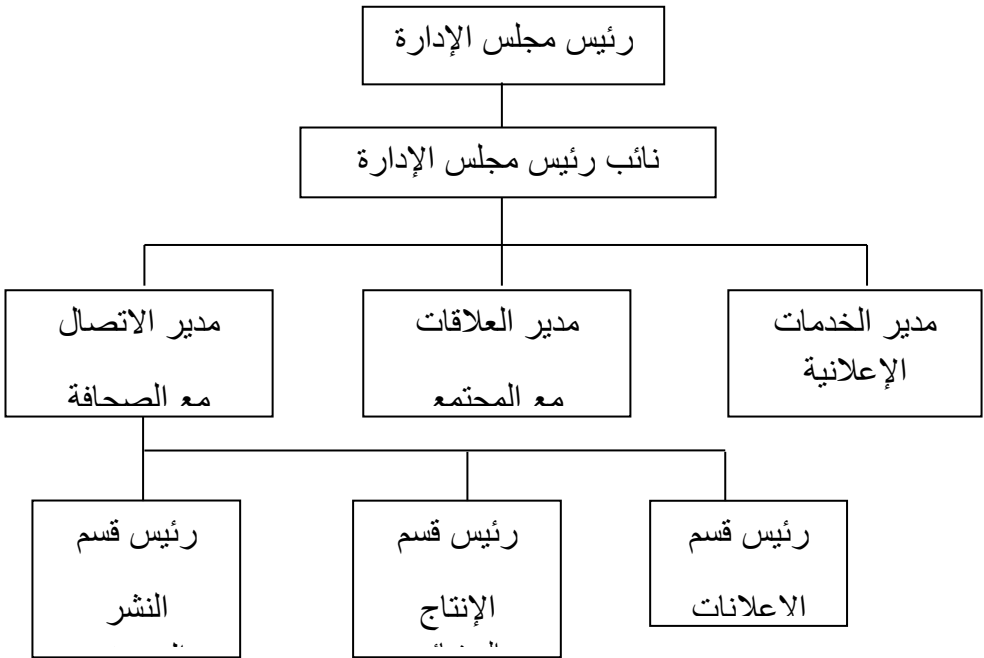 رئيس مجلس الإدارة
نائب رئيس مجلس الإدارة
مدير الخدمات
الإعلانية
مدير العلاقات
مع المجتمع
مدير الاتصال
مع الصحافة
رئيس قسم
الاعلانات
رئيس قسم
الإنتاج
رئيس قسم
النشر